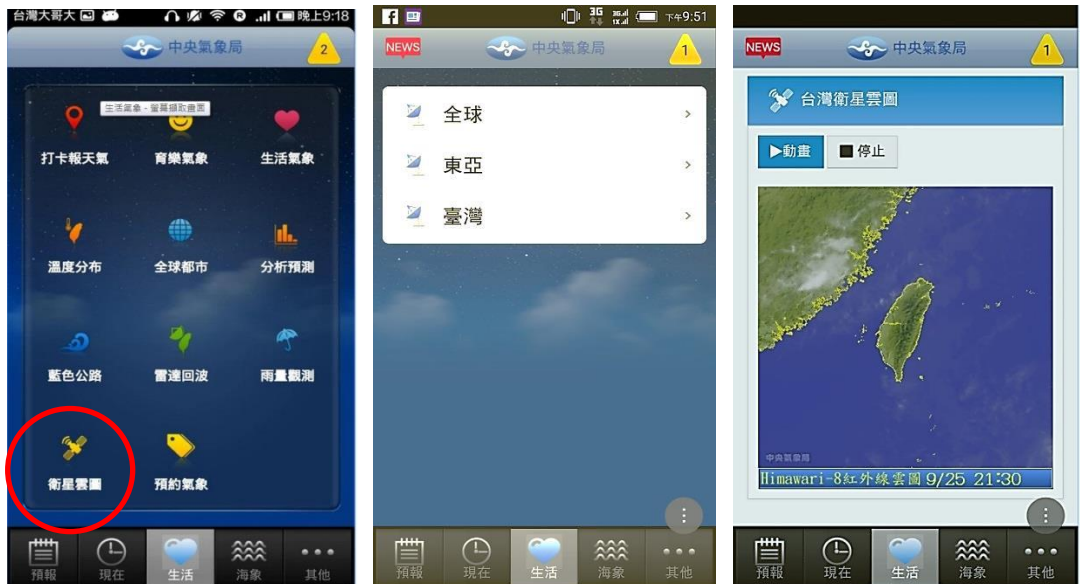 台灣大哥大
晚上9:18
中央氣象局
2
生活氣象 - 螢幕擷取畫面
打卡報天氣
育樂氣象
生活氣象
溫度分布
全球都市
分析預測
藍色公路
雷達回波
雨量觀測
衛星雲圖
預約氣象
預報
現在
生活
海象
其他
3G
下午9:51
NEWS
中央氣象局
1
全球
東亞
臺灣
預報
現在
生活
海象
其他
NEWS
中央氣象局
1
台灣衛星雲圖
▶動畫
■停止
中央氣象局
Himawari-8紅外線雲圖 9/25 21:30
預報
現在
生活
海象
其他